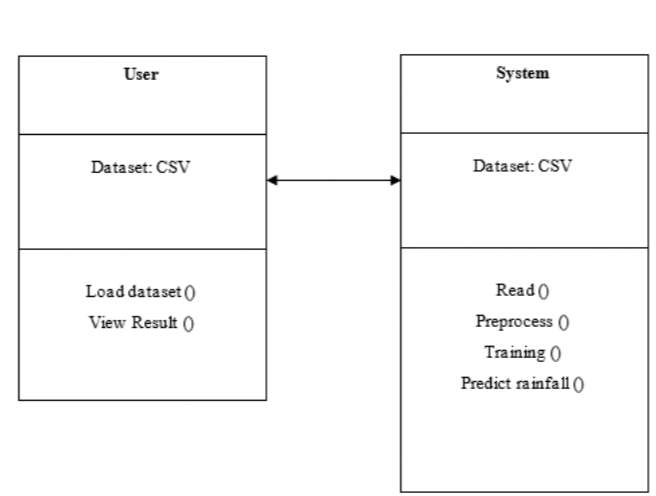 User
Dataset: CSV
Load dataset ()
View Result ()
System
Dataset: CSV
Read ()
Preprocess ()
Training ()
Predict rainfall ()